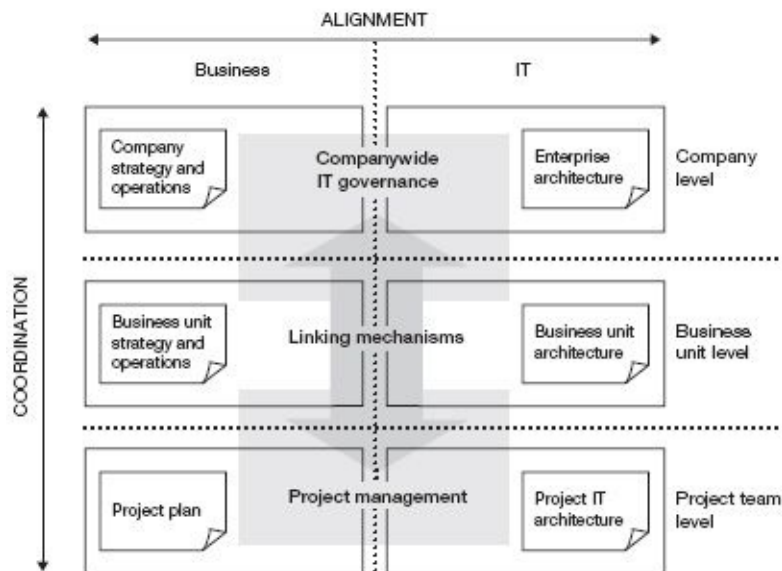 ALIGNMENT
Business
IT
COORDINATION
Company
strategy and
operations
Companywide
IT governance
Enterprise
architecture
Company
level
Business unit
strategy and
operations
Linking mechanisms
Business unit
architecture
Business
unit level
Project plan
Project management
Project IT
architecture
Project team
level